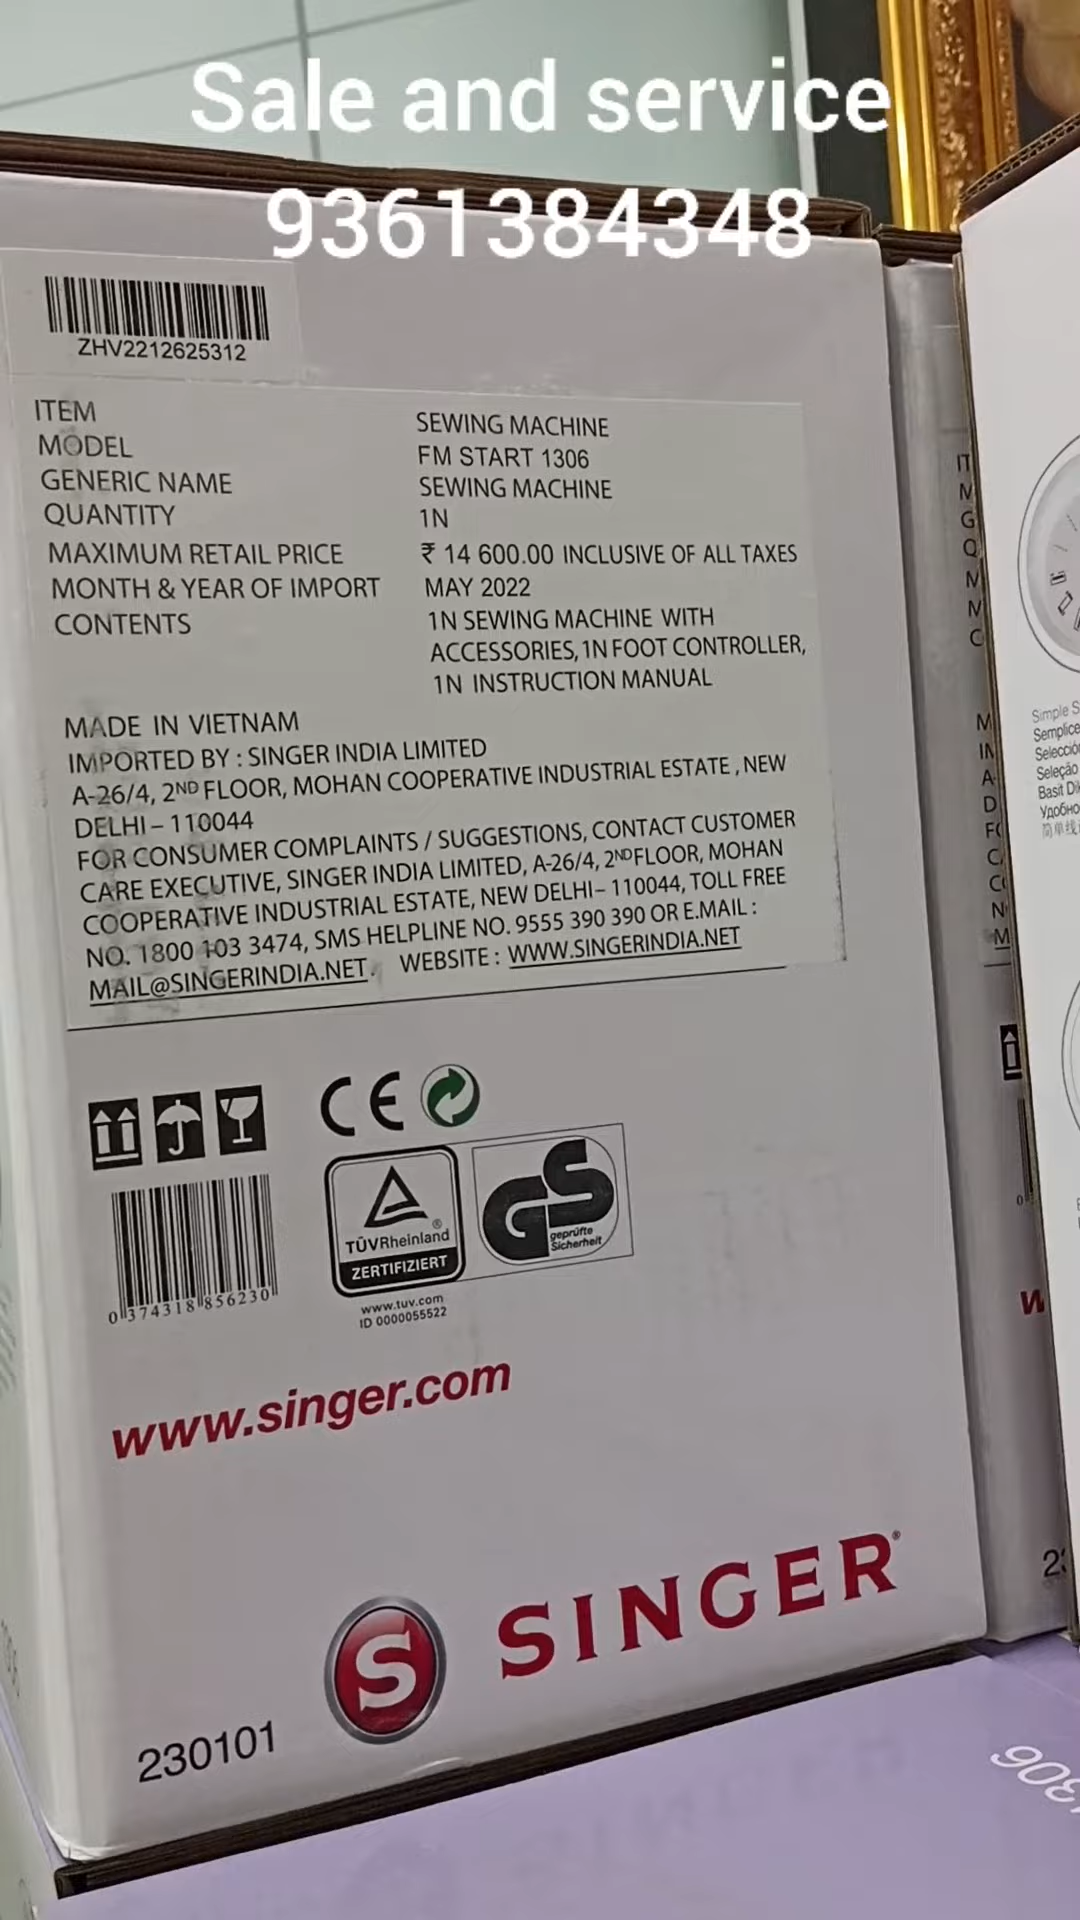 Sale and service
9361384348
ZHV2212625312
ITEM SEWING MACHINE
MODEL FM START 1306
GENERIC NAME SEWING MACHINE
QUANTITY 1N
MAXIMUM RETAIL PRICE ₹ 14 600.00 INCLUSIVE OF ALL TAXES
MONTH & YEAR OF IMPORT MAY 2022
CONTENTS 1N SEWING MACHINE WITH
ACCESSORIES, 1N FOOT CONTROLLER,
1N INSTRUCTION MANUAL
MADE IN VIETNAM
IMPORTED BY : SINGER INDIA LIMITED
A-26/4, 2ND FLOOR, MOHAN COOPERATIVE INDUSTRIAL ESTATE , NEW
DELHI – 110044
FOR CONSUMER COMPLAINTS / SUGGESTIONS, CONTACT CUSTOMER
CARE EXECUTIVE, SINGER INDIA LIMITED, A-26/4, 2NDFLOOR, MOHAN
COOPERATIVE INDUSTRIAL ESTATE, NEW DELHI– 110044, TOLL FREE
NO. 1800 103 3474, SMS HELPLINE NO. 9555 390 390 OR E.MAIL :
MAIL@SINGERINDIA.NET. WEBSITE : WWW.SINGERINDIA.NET
CE
TÜVRheinland
ZERTIFIZIERT
GS
geprüfte
Sicherheit
www.tuv.com
ID 0000055522
0 374318 856230
www.singer.com
S SINGER®
230101
Simple
Semplice